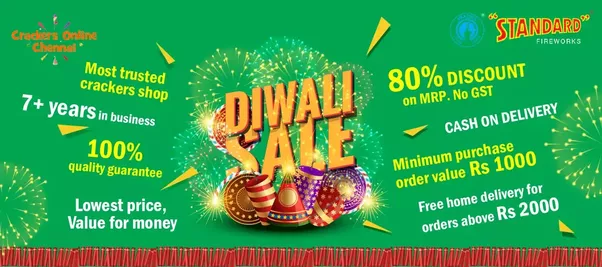 Crackers Online
Channel
Most trusted
crackers shop
7+ years in business
100%
quality guarantee
Lowest price,
Value for money
DIWALI
SALE
"STANDARD"
FIREWORKS
80% DISCOUNT
on MRP. No GST
CASH ON DELIVERY
Minimum purchase
order value Rs 1000
Free home delivery for
orders above Rs 2000